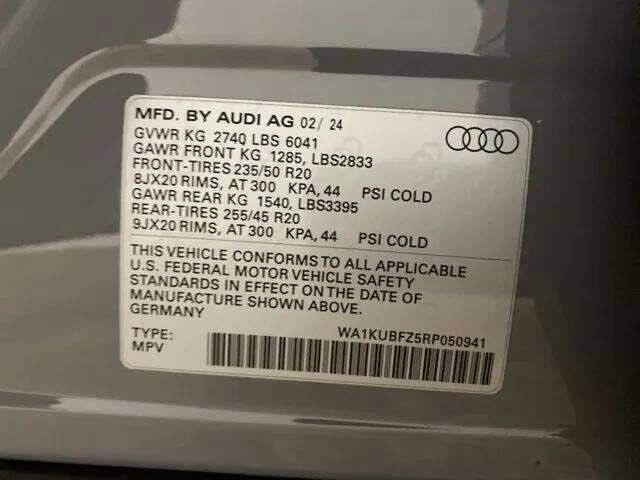 MFD. BY AUDI AG 02/ 24
GVWR KG 2740 LBS 6041
GAWR FRONT KG 1285, LBS2833
FRONT-TIRES 235/50 R20
8JX20 RIMS, AT 300 KPA, 44 PSI COLD
GAWR REAR KG 1540, LBS3395
REAR-TIRES 255/45 R20
9JX20 RIMS, AT 300 KPA, 44 PSI COLD
THIS VEHICLE CONFORMS TO ALL APPLICABLE
U.S. FEDERAL MOTOR VEHICLE SAFETY
STANDARDS IN EFFECT ON THE DATE OF
MANUFACTURE SHOWN ABOVE.
GERMANY
WA1KUBFZ5RP050941
TYPE:
MPV